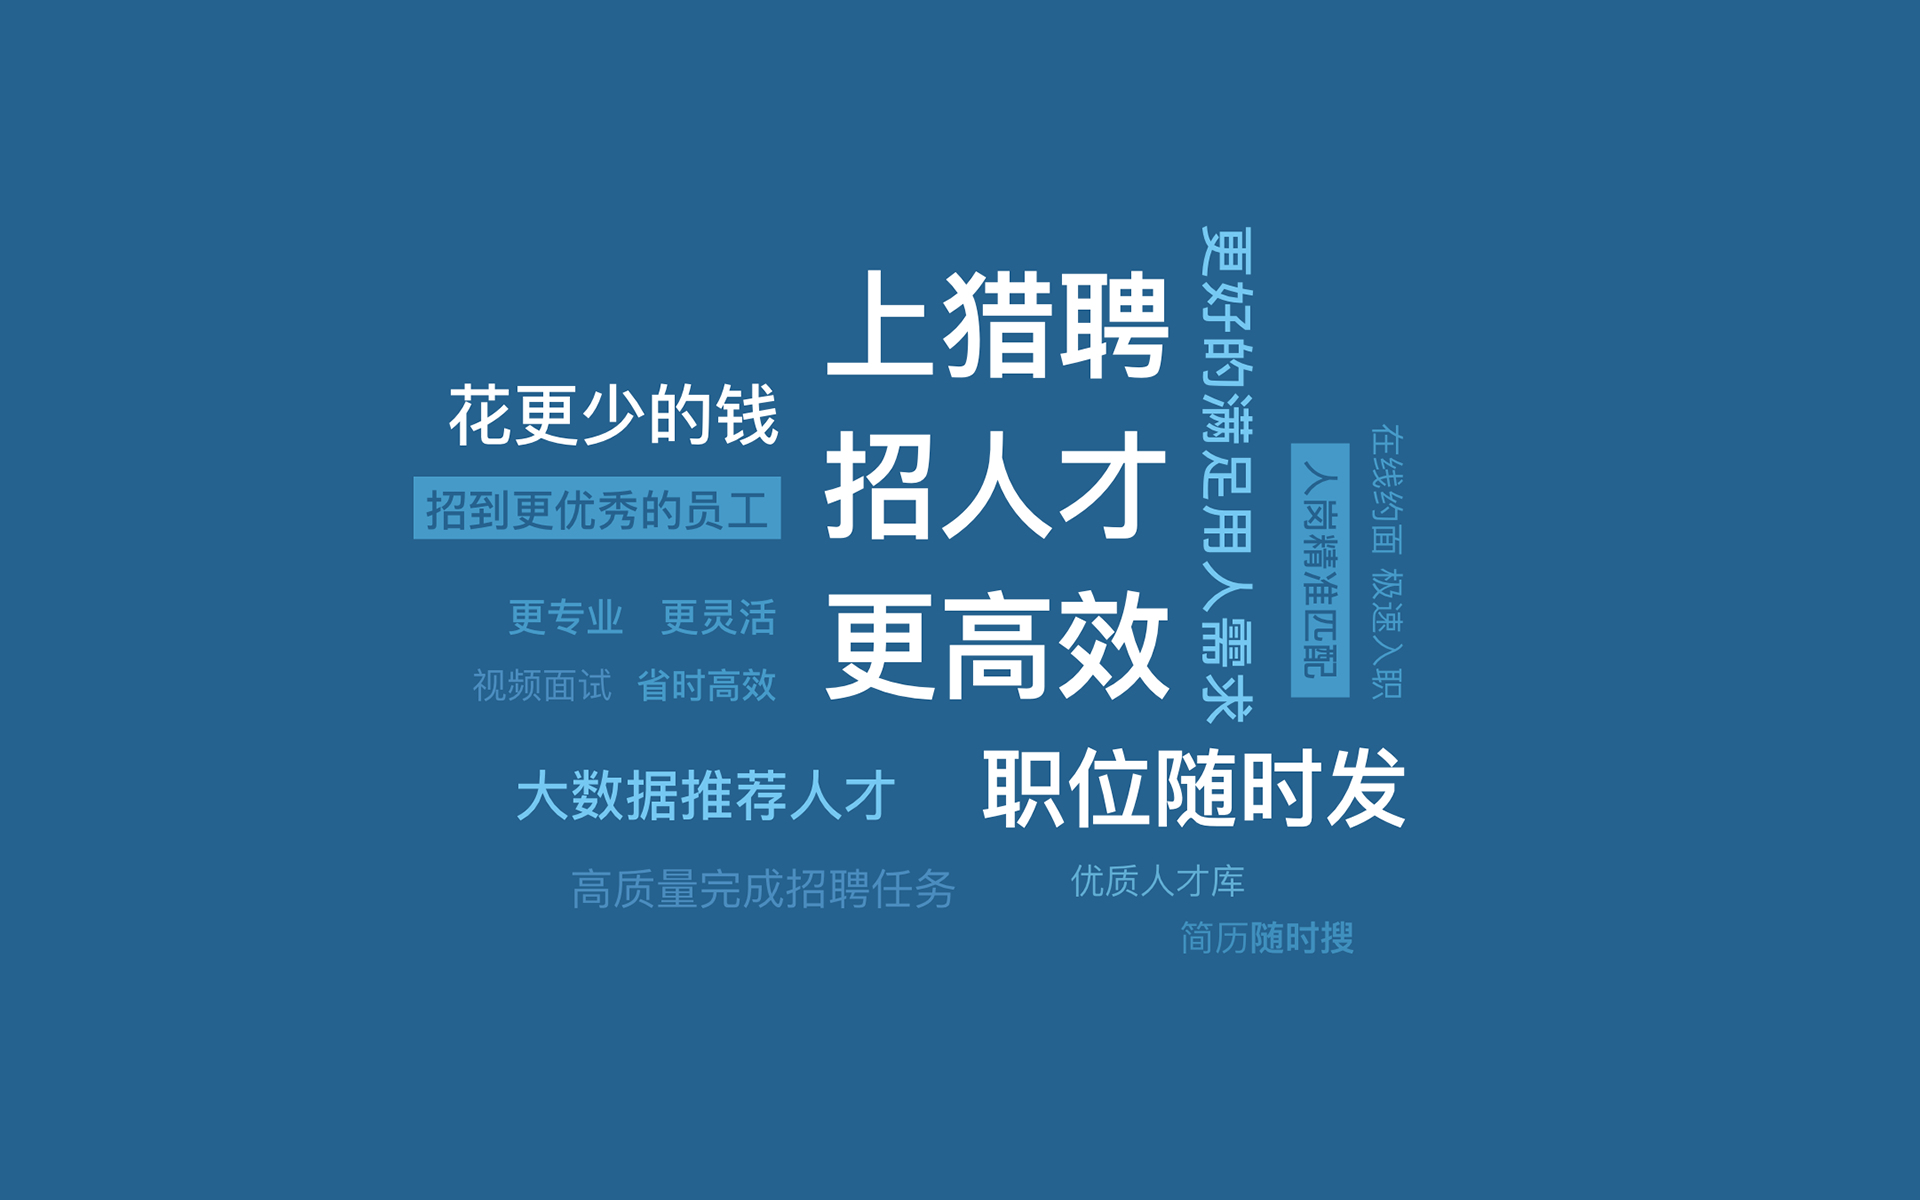 上猎聘
招人才
更高效
花更少的钱
招到更优秀的员工
更专业 更灵活
视频面试 省时高效
更好的满足用人需求
人岗精准匹配
在线约面 极速入职
大数据推荐人才
职位随时发
高质量完成招聘任务
优质人才库
简历随时搜